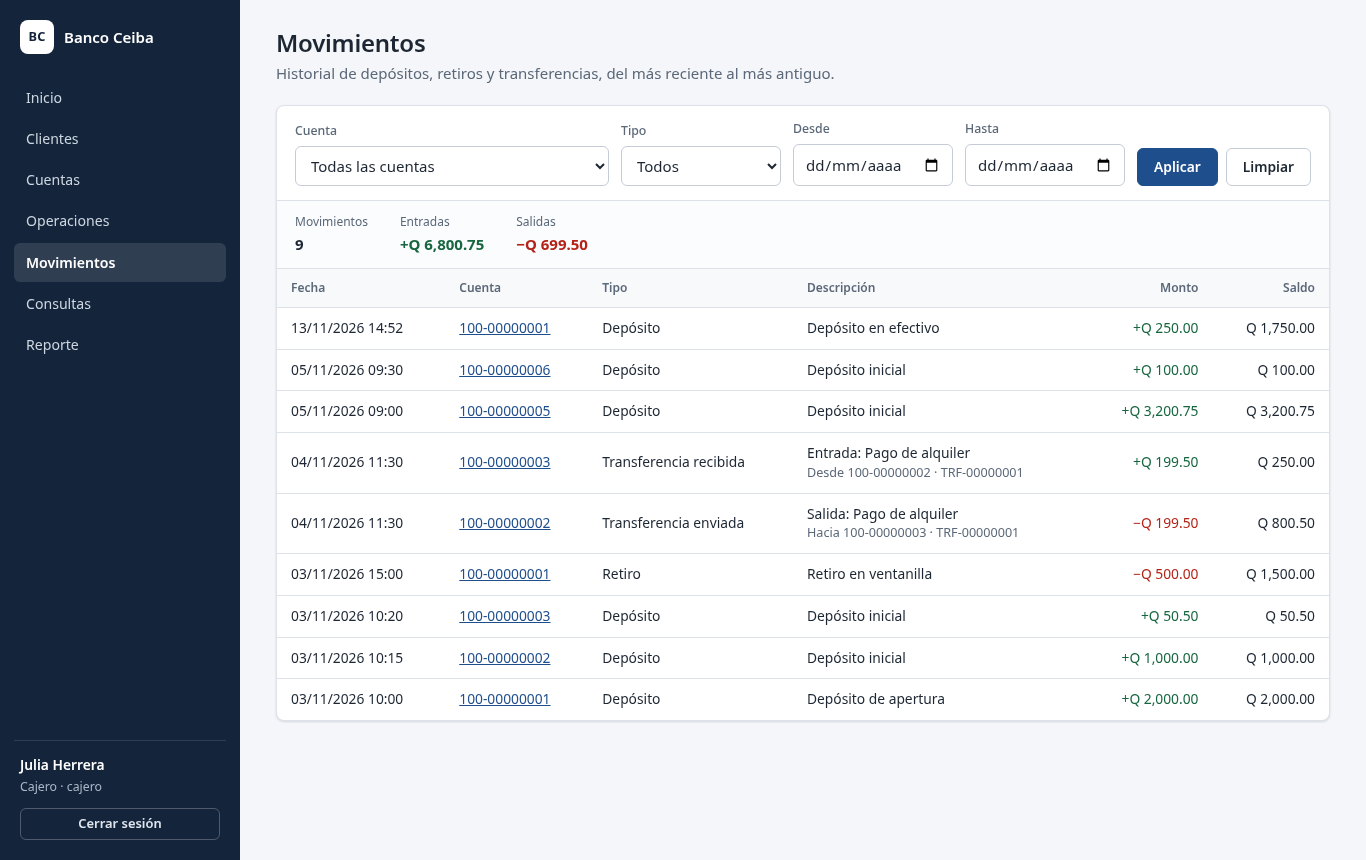 BC Banco Ceiba
Inicio
Clientes
Cuentas
Operaciones
Movimientos
Consultas
Reporte
Julia Herrera
Cajero · cajero
Cerrar sesión
Movimientos
Historial de depósitos, retiros y transferencias, del más reciente al más antiguo.
Cuenta Tipo Desde Hasta
Todas las cuentas Todos dd/mm/aaaa dd/mm/aaaa Aplicar Limpiar
Movimientos Entradas Salidas
9 +Q 6,800.75 −Q 699.50
Fecha Cuenta Tipo Descripción Monto Saldo
13/11/2026 14:52 100-00000001 Depósito Depósito en efectivo +Q 250.00 Q 1,750.00
05/11/2026 09:30 100-00000006 Depósito Depósito inicial +Q 100.00 Q 100.00
05/11/2026 09:00 100-00000005 Depósito Depósito inicial +Q 3,200.75 Q 3,200.75
04/11/2026 11:30 100-00000003 Transferencia recibida Entrada: Pago de alquiler +Q 199.50 Q 250.00
Desde 100-00000002 · TRF-00000001
04/11/2026 11:30 100-00000002 Transferencia enviada Salida: Pago de alquiler −Q 199.50 Q 800.50
Hacia 100-00000003 · TRF-00000001
03/11/2026 15:00 100-00000001 Retiro Retiro en ventanilla −Q 500.00 Q 1,500.00
03/11/2026 10:20 100-00000003 Depósito Depósito inicial +Q 50.50 Q 50.50
03/11/2026 10:15 100-00000002 Depósito Depósito inicial +Q 1,000.00 Q 1,000.00
03/11/2026 10:00 100-00000001 Depósito Depósito de apertura +Q 2,000.00 Q 2,000.00